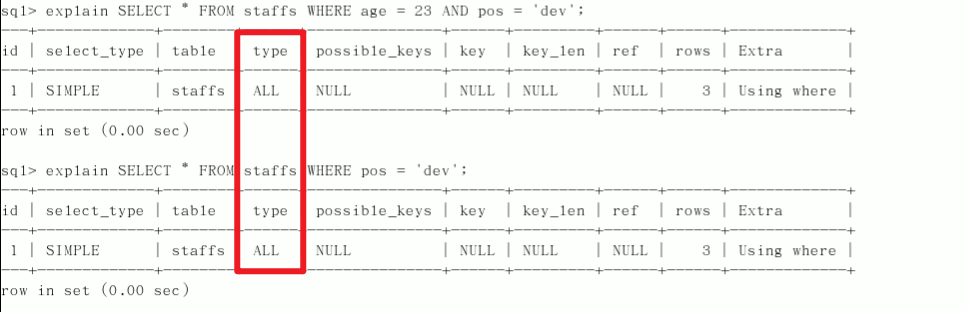 sql> explain SELECT * FROM staffs WHERE age = 23 AND pos = 'dev';
id | select_type | table | type | possible_keys | key | key_len | ref | rows | Extra |
1 | SIMPLE | staffs | ALL | NULL | NULL | NULL | NULL | 3 | Using where |
row in set (0.00 sec)
sql> explain SELECT * FROM staffs WHERE pos = 'dev';
id | select_type | table | type | possible_keys | key | key_len | ref | rows | Extra |
1 | SIMPLE | staffs | ALL | NULL | NULL | NULL | NULL | 3 | Using where |
row in set (0.00 sec)